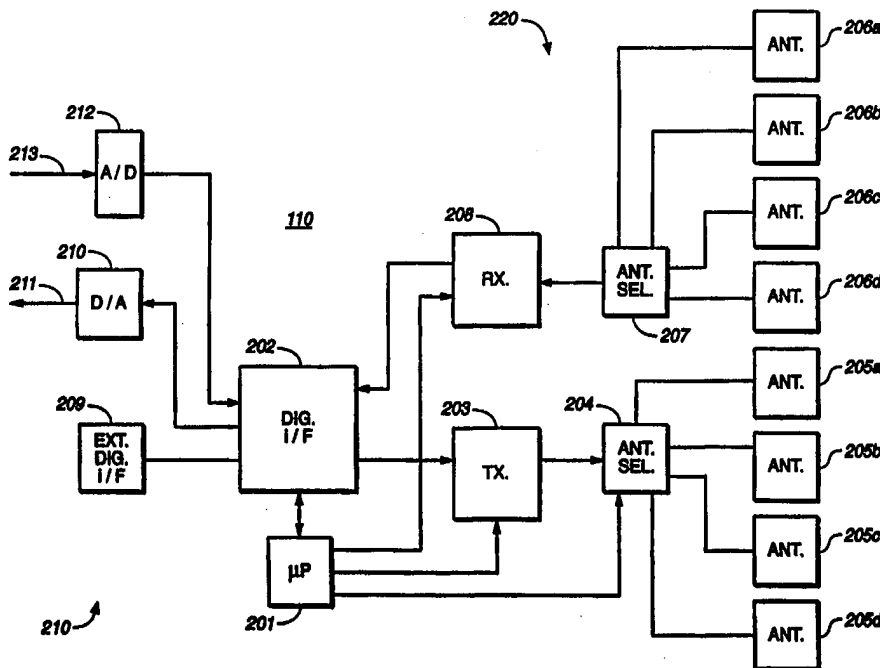 220
206a
ANT.
206b
ANT.
212
213
A/D
206c
ANT.
110
208
RX.
ANT.
SEL.
207
206d
ANT.
210
211
D/A
202
DIG.
I/F
203
TX.
204
ANT.
SEL.
205a
ANT.
209
EXT.
DIG.
I/F
205b
ANT.
205c
ANT.
µP
201
210
205d
ANT.